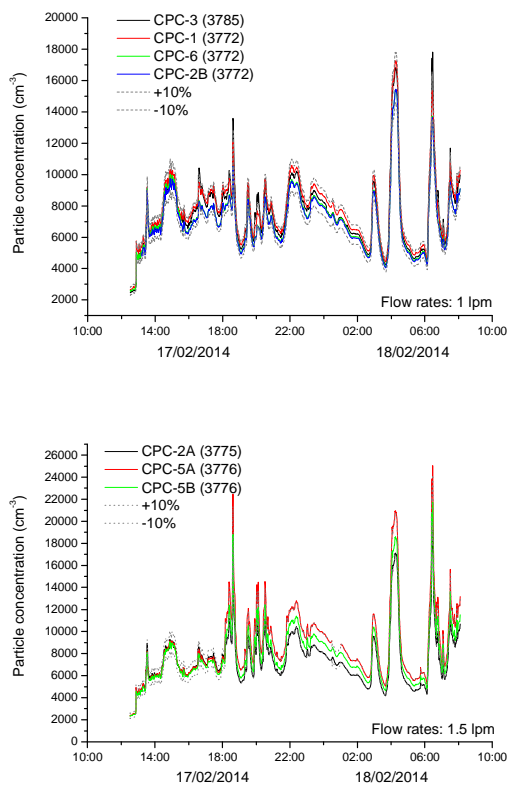 20000
18000
16000
14000
12000
10000
8000
6000
4000
2000
Particle concentration (cm-3)
CPC-3 (3785)
CPC-1 (3772)
CPC-6 (3772)
CPC-2B (3772)
+10%
-10%
Flow rates: 1 lpm
10:00 14:00 18:00 22:00 02:00 06:00 10:00
17/02/2014 18/02/2014
26000
24000
22000
20000
18000
16000
14000
12000
10000
8000
6000
4000
2000
0
Particle concentration (cm-3)
CPC-2A (3775)
CPC-5A (3776)
CPC-5B (3776)
+10%
-10%
Flow rates: 1.5 lpm
10:00 14:00 18:00 22:00 02:00 06:00 10:00
17/02/2014 18/02/2014